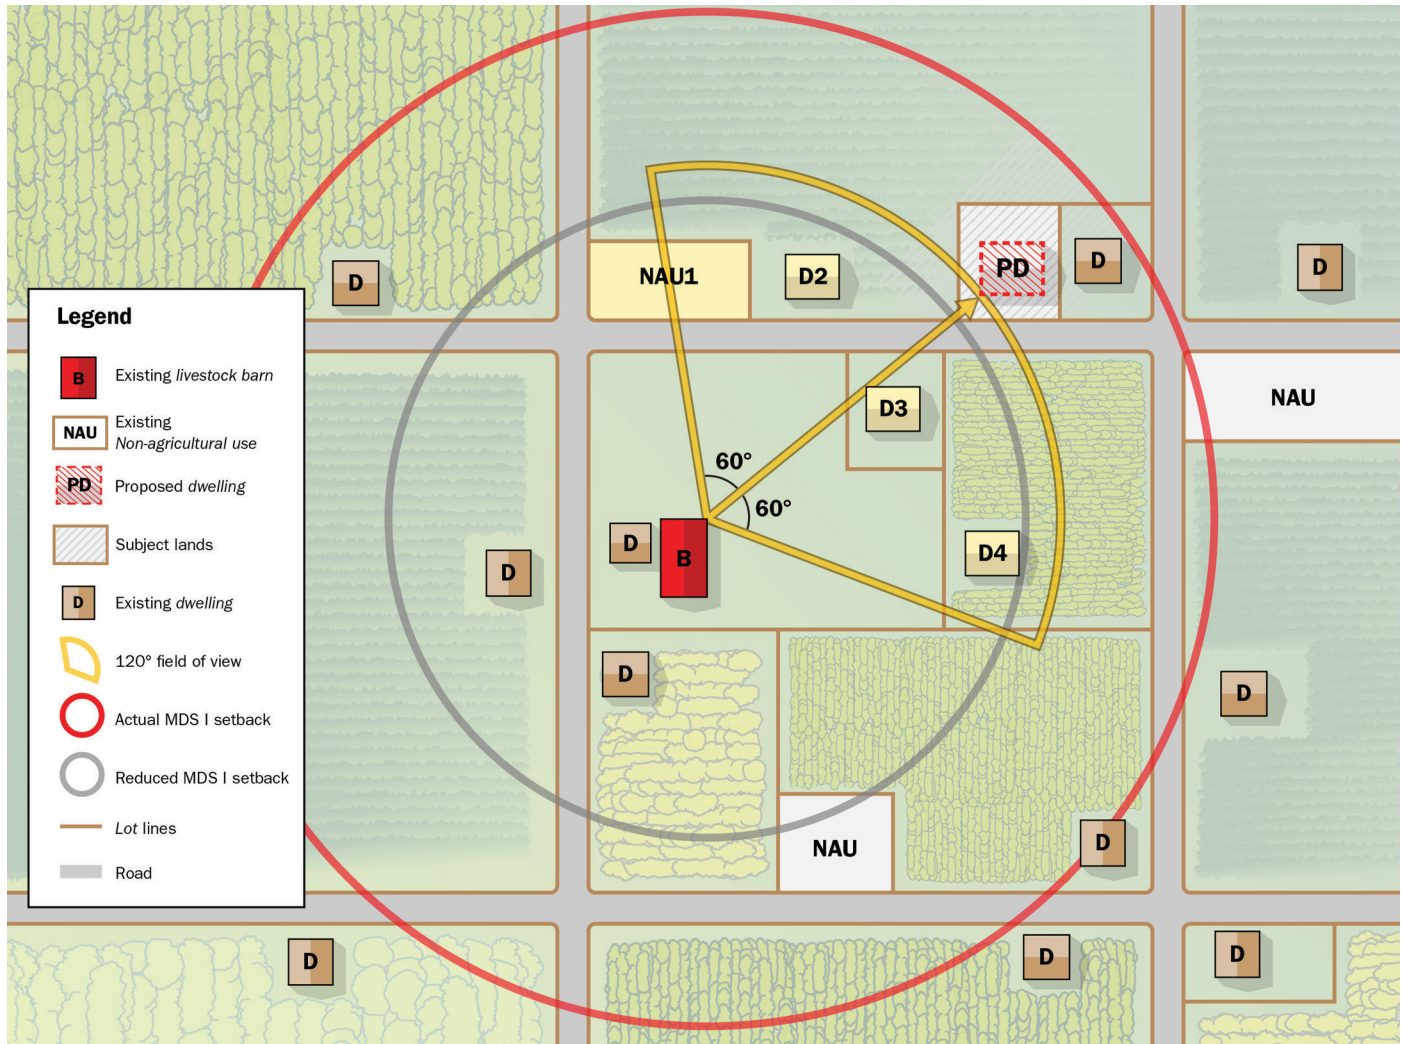 NAU1
D2
PD
D
D
D
NAU
Legend
B
Existing livestock barn
NAU
Existing
Non-agricultural use
PD
Proposed dwelling
Subject lands
D
Existing dwelling
120° field of view
Actual MDS I setback
Reduced MDS I setback
Lot lines
Road
D3
60°
60°
D
B
D4
D
D
D
NAU
D
D
D
D